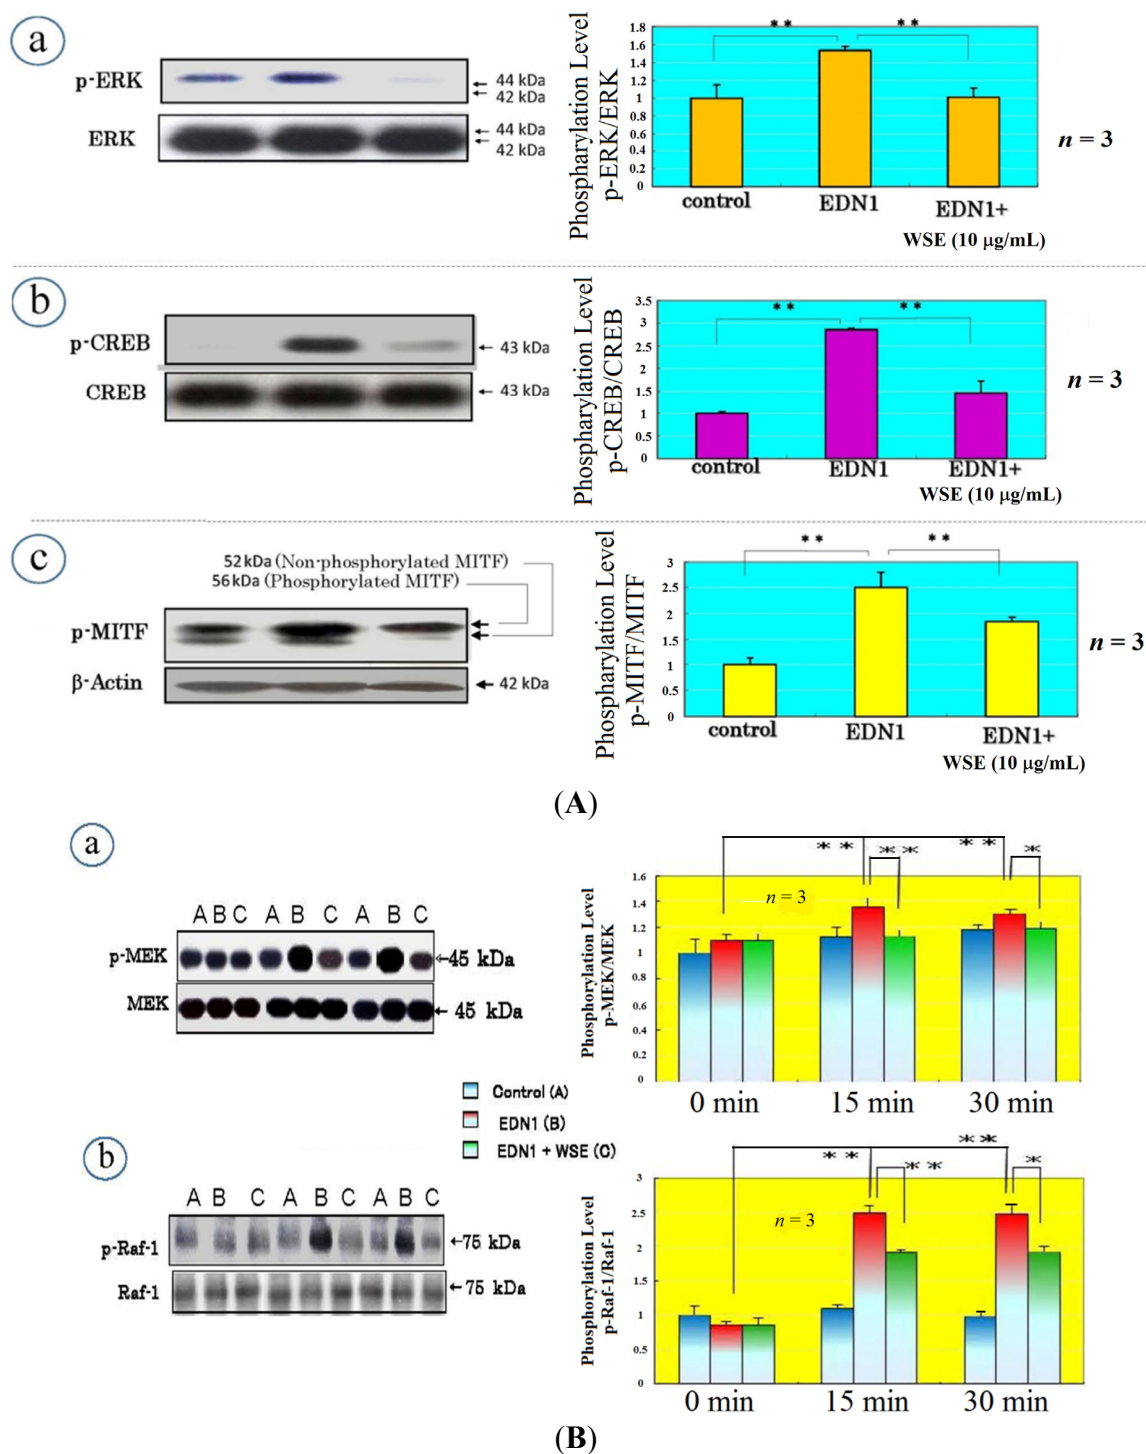 a
p-ERK
44 kDa
42 kDa
ERK
44 kDa
42 kDa
Phospharylation Level
p-ERK/ERK
1.8
1.6
1.4
1.2
1
0.8
0.6
0.4
0.2
0
** **
control EDN1 EDN1+
WSE (10 μg/mL)
n = 3
b
p-CREB
43 kDa
CREB
43 kDa
Phospharylation Level
p-CREB/CREB
3.5
3
2.5
2
1.5
1
0.5
0
** **
control EDN1 EDN1+
WSE (10 μg/mL)
n = 3
c
52 kDa (Non-phosphorylated MITF)
56 kDa (Phosphorylated MITF)
p-MITF
β-Actin
42 kDa
Phospharylation Level
p-MITF/MITF
3
2.5
2
1.5
1
0.5
0
** **
control EDN1 EDN1+
WSE (10 μg/mL)
n = 3
(A)
a
A B C A B C A B C
p-MEK
45 kDa
MEK
45 kDa
Phosphorylation Level
p-MEK/MEK
1.6
1.4
1.2
1
0.8
0.6
0.4
0.2
0
n = 3
** ** ** *
0 min 15 min 30 min
Control (A)
EDN1 (B)
EDN1 + WSE (C)
b
A B C A B C A B C
p-Raf-1
75 kDa
Raf-1
75 kDa
Phosphorylation Level
p-Raf-1/Raf-1
3
2.5
2
1
0.5
0
n = 3
** ** ** *
0 min 15 min 30 min
(B)